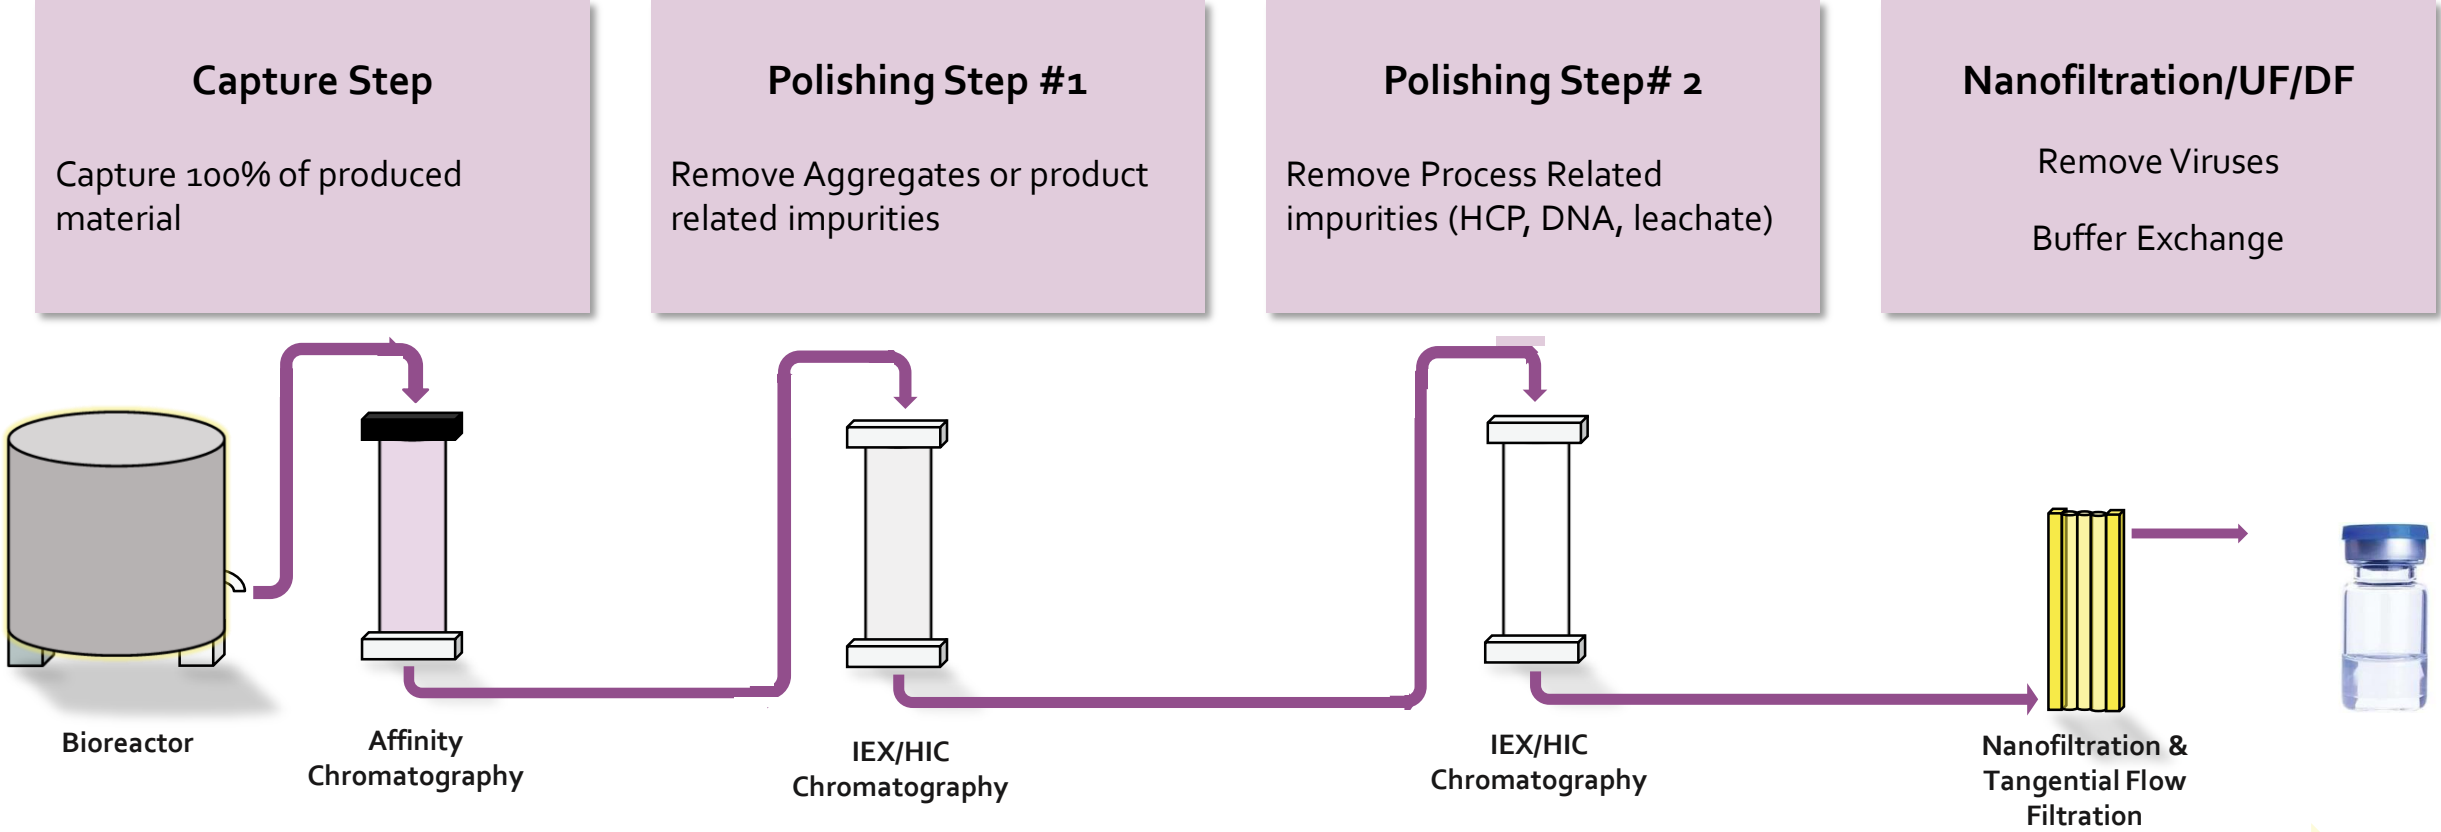 Capture Step
Capture 100% of produced
material
Polishing Step #1
Remove Aggregates or product
related impurities
Polishing Step# 2
Remove Process Related
impurities (HCP, DNA, leachate)
Nanofiltration/UF/DF
Remove Viruses
Buffer Exchange
Bioreactor
Affinity
Chromatography
IEX/HIC
Chromatography
IEX/HIC
Chromatography
Nanofiltration &
Tangential Flow
Filtration